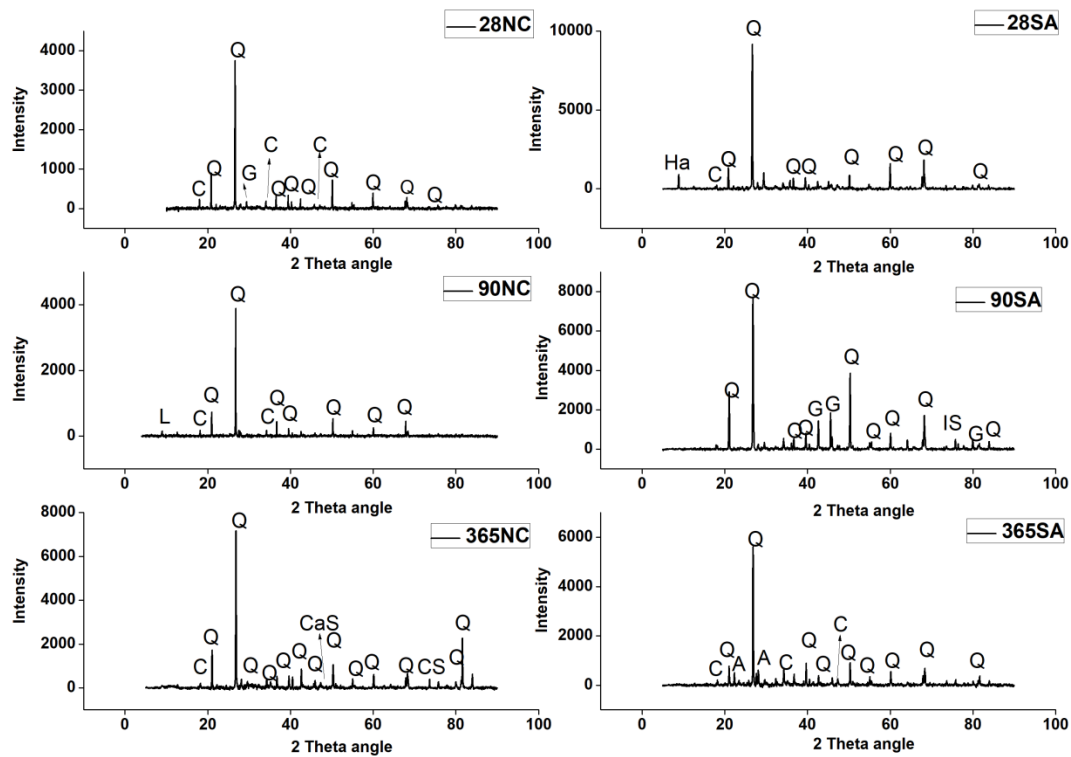 28NC
Intensity
4000
3000
2000
1000
0
C
Q
Q
G
C
Q
Q
Q
C
Q
Q
Q
Q
0
20
40
60
80
100
2 Theta angle
28SA
Intensity
10000
5000
0
Ha
C
Q
Q
Q
Q
Q
Q
Q
Q
0
20
40
60
80
100
2 Theta angle
90NC
Intensity
4000
2000
0
L
C
Q
Q
C
Q
Q
Q
Q
Q
0
20
40
60
80
100
2 Theta angle
90SA
Intensity
8000
6000
4000
2000
0
Q
Q
Q
Q
G
G
Q
Q
Q
Q
IS
G
Q
0
20
40
60
80
100
2 Theta angle
365NC
Intensity
8000
6000
4000
2000
0
C
Q
Q
Q
Q
Q
Q
Q
CaS
Q
Q
Q
Q
CS
Q
Q
0
20
40
60
80
100
2 Theta angle
365SA
Intensity
6000
4000
2000
0
C
Q
A
Q
A
C
Q
Q
C
Q
Q
Q
Q
Q
0
20
40
60
80
100
2 Theta angle